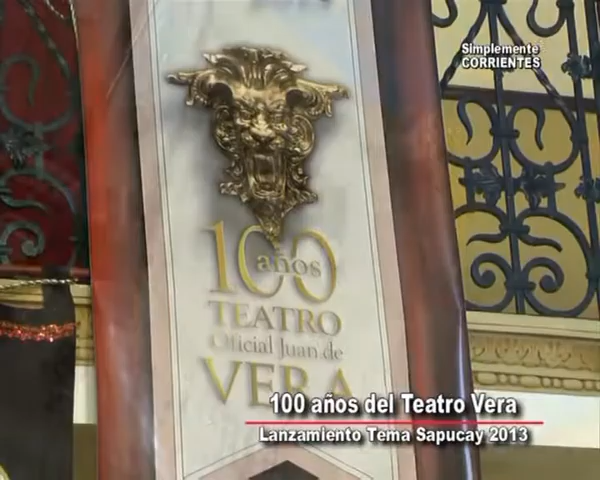 Simplemente
CORRIENTES
100
años
TEATRO
Oficial Juan de
VERA
100 años del Teatro Vera
Lanzamiento Tema Sapucay 2013